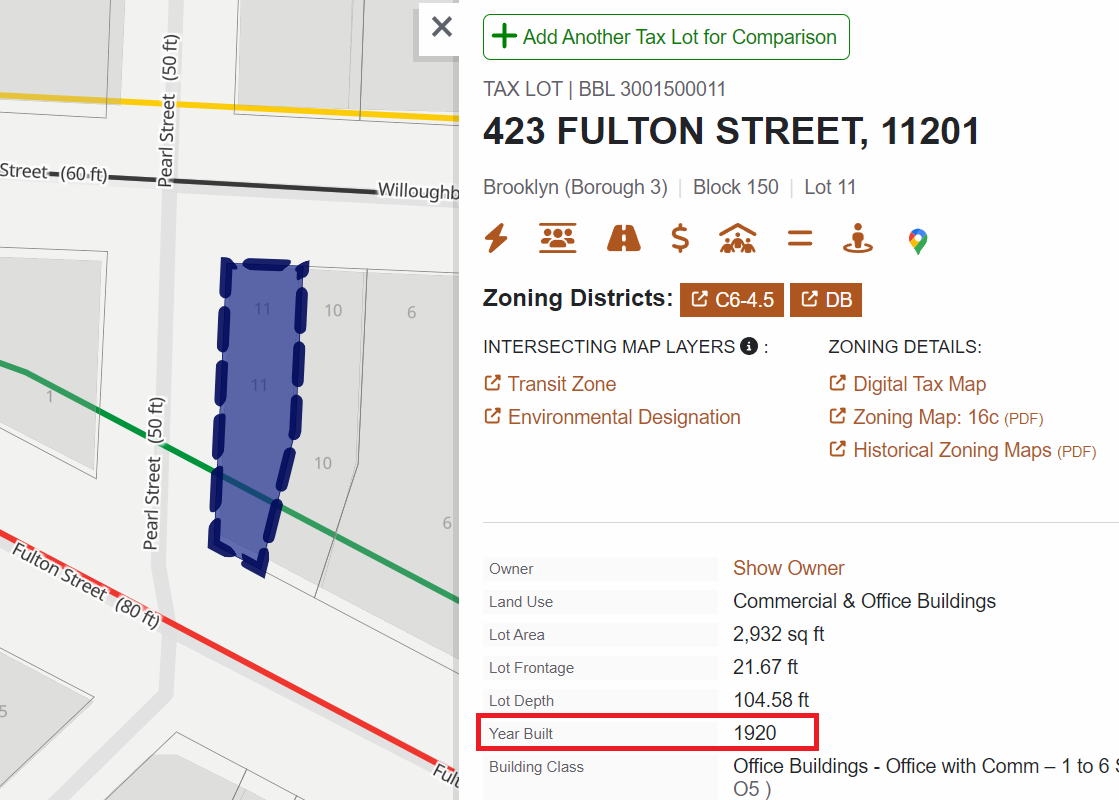 Pearl Street (50 ft)
Street (60 ft)
Willoughb
11
10
6
11
1
10
6
Pearl Street (50 ft)
Fulton Street (80 ft)
5
Fult
Add Another Tax Lot for Comparison
TAX LOT | BBL 3001500011
423 FULTON STREET, 11201
Brooklyn (Borough 3) | Block 150 | Lot 11
Zoning Districts: C6-4.5 DB
INTERSECTING MAP LAYERS :
Transit Zone
Environmental Designation
ZONING DETAILS:
Digital Tax Map
Zoning Map: 16c (PDF)
Historical Zoning Maps (PDF)
Owner Show Owner
Land Use Commercial & Office Buildings
Lot Area 2,932 sq ft
Lot Frontage 21.67 ft
Lot Depth 104.58 ft
Year Built 1920
Building Class Office Buildings - Office with Comm – 1 to 6 S
O5 )